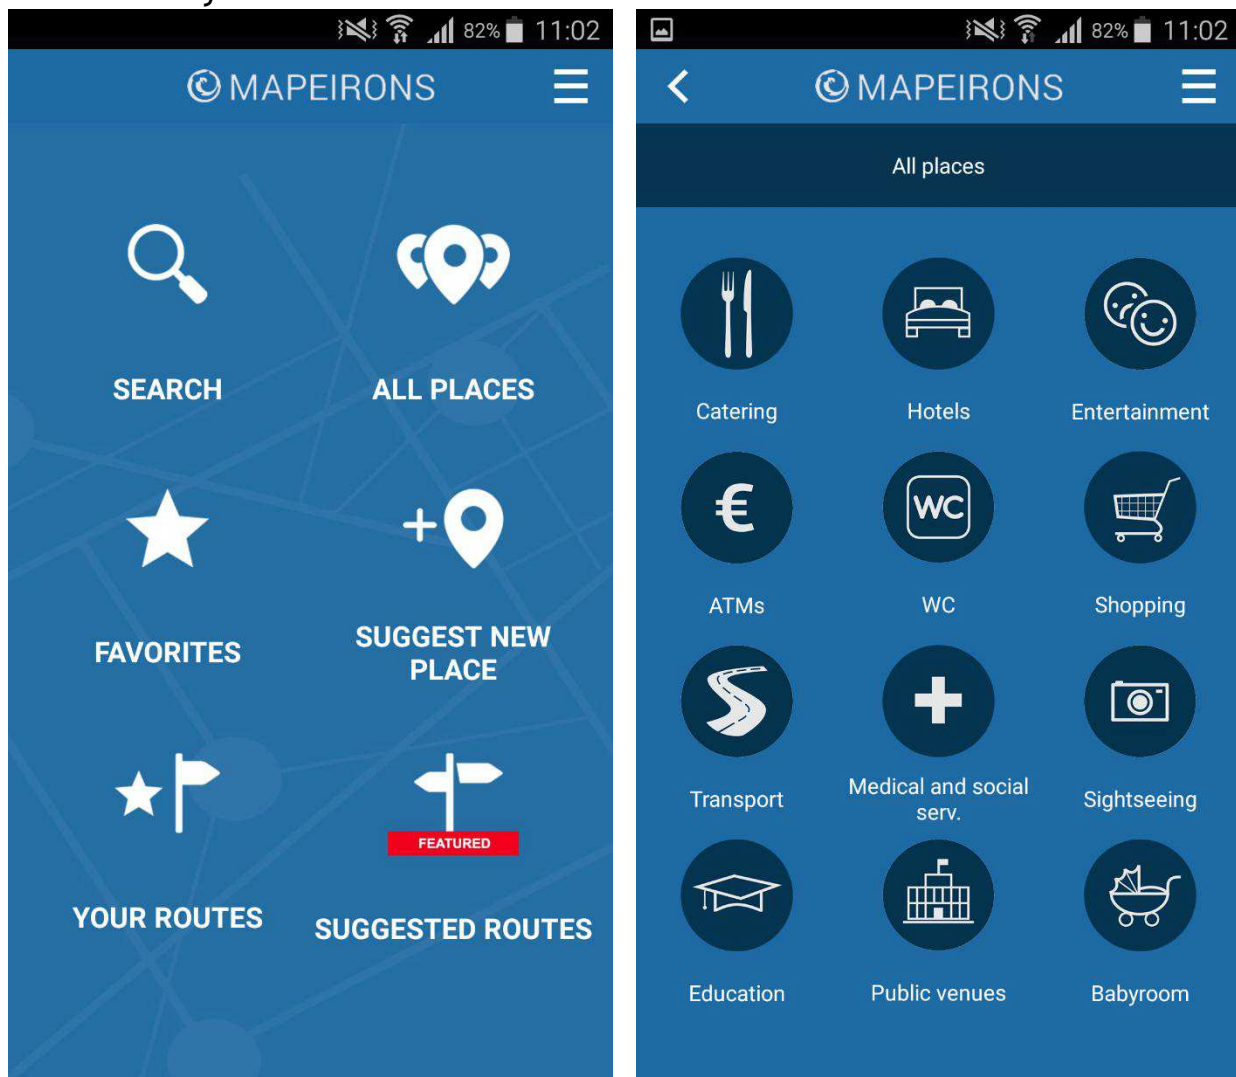 82% 11:02
MAPEIRONS
SEARCH
ALL PLACES
FAVORITES
SUGGEST NEW
PLACE
FEATURED
YOUR ROUTES
SUGGESTED ROUTES
82% 11:02
MAPEIRONS
All places
Catering
Hotels
Entertainment
€
WC
ATMs
WC
Shopping
Transport
Medical and social
serv.
Sightseeing
Education
Public venues
Babyroom